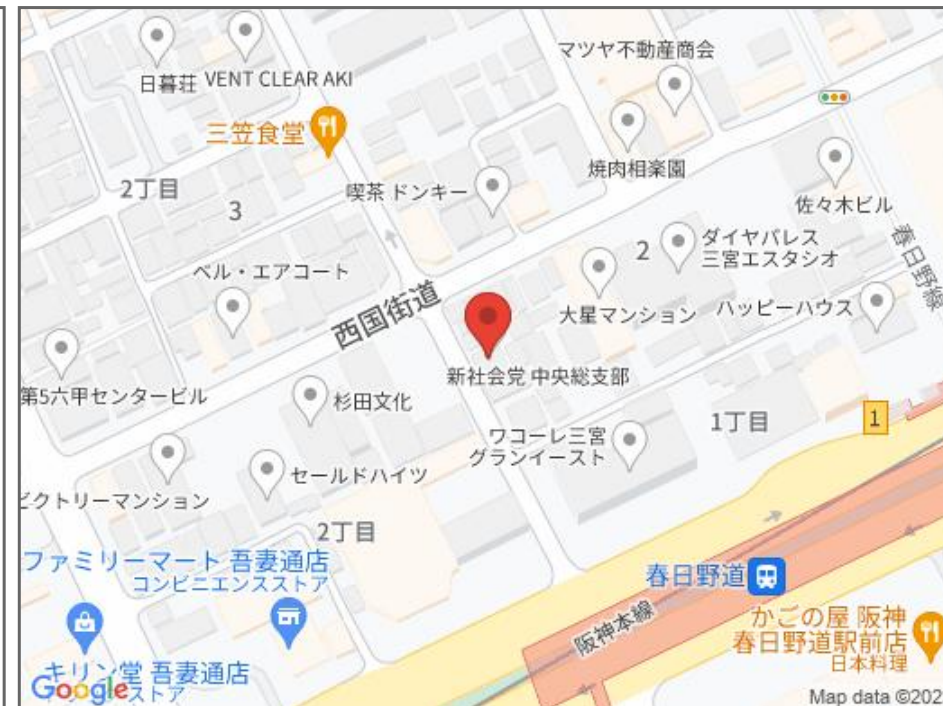 日暮荘
VENT CLEAR AKI
マツヤ不動産商会
三笠食堂
焼肉相楽園
2丁目
3
喫茶 ドンキー
佐々木ビル
ダイヤパレス
三宮エスタシオ
2
春日野線
ベル・エアコート
大星マンション
ハッピーハウス
西国街道
新社会党 中央総支部
第5六甲センタービル
杉田文化
1丁目
1
ワコーレ三宮
グランイースト
セールドハイツ
ビクトリーマンション
2丁目
ファミリーマート 吾妻通店
コンビニエンスストア
春日野道
阪神本線
かごの屋 阪神
春日野道駅前店
日本料理
キリン堂 吾妻通店
Google
ストア
Map data ©202